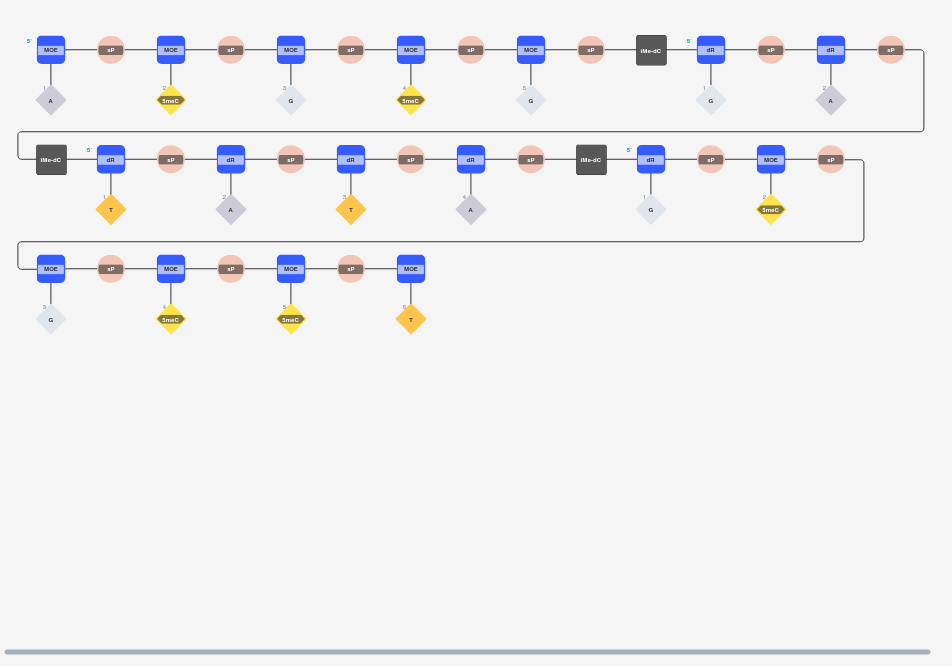 5' MOE sP MOE sP MOE sP MOE sP MOE sP iMe-dC 5' dR sP dR sP
1 A 2 5meC 3 G 4 5meC 5 G 1 G 2 A
iMe-dC 5' dR sP dR sP dR sP dR sP iMe-dC 5' dR sP MOE sP
1 T 2 A 3 T 4 A 1 G 2 5meC
MOE sP MOE sP MOE sP MOE
3 G 4 5meC 5 5meC 6 T